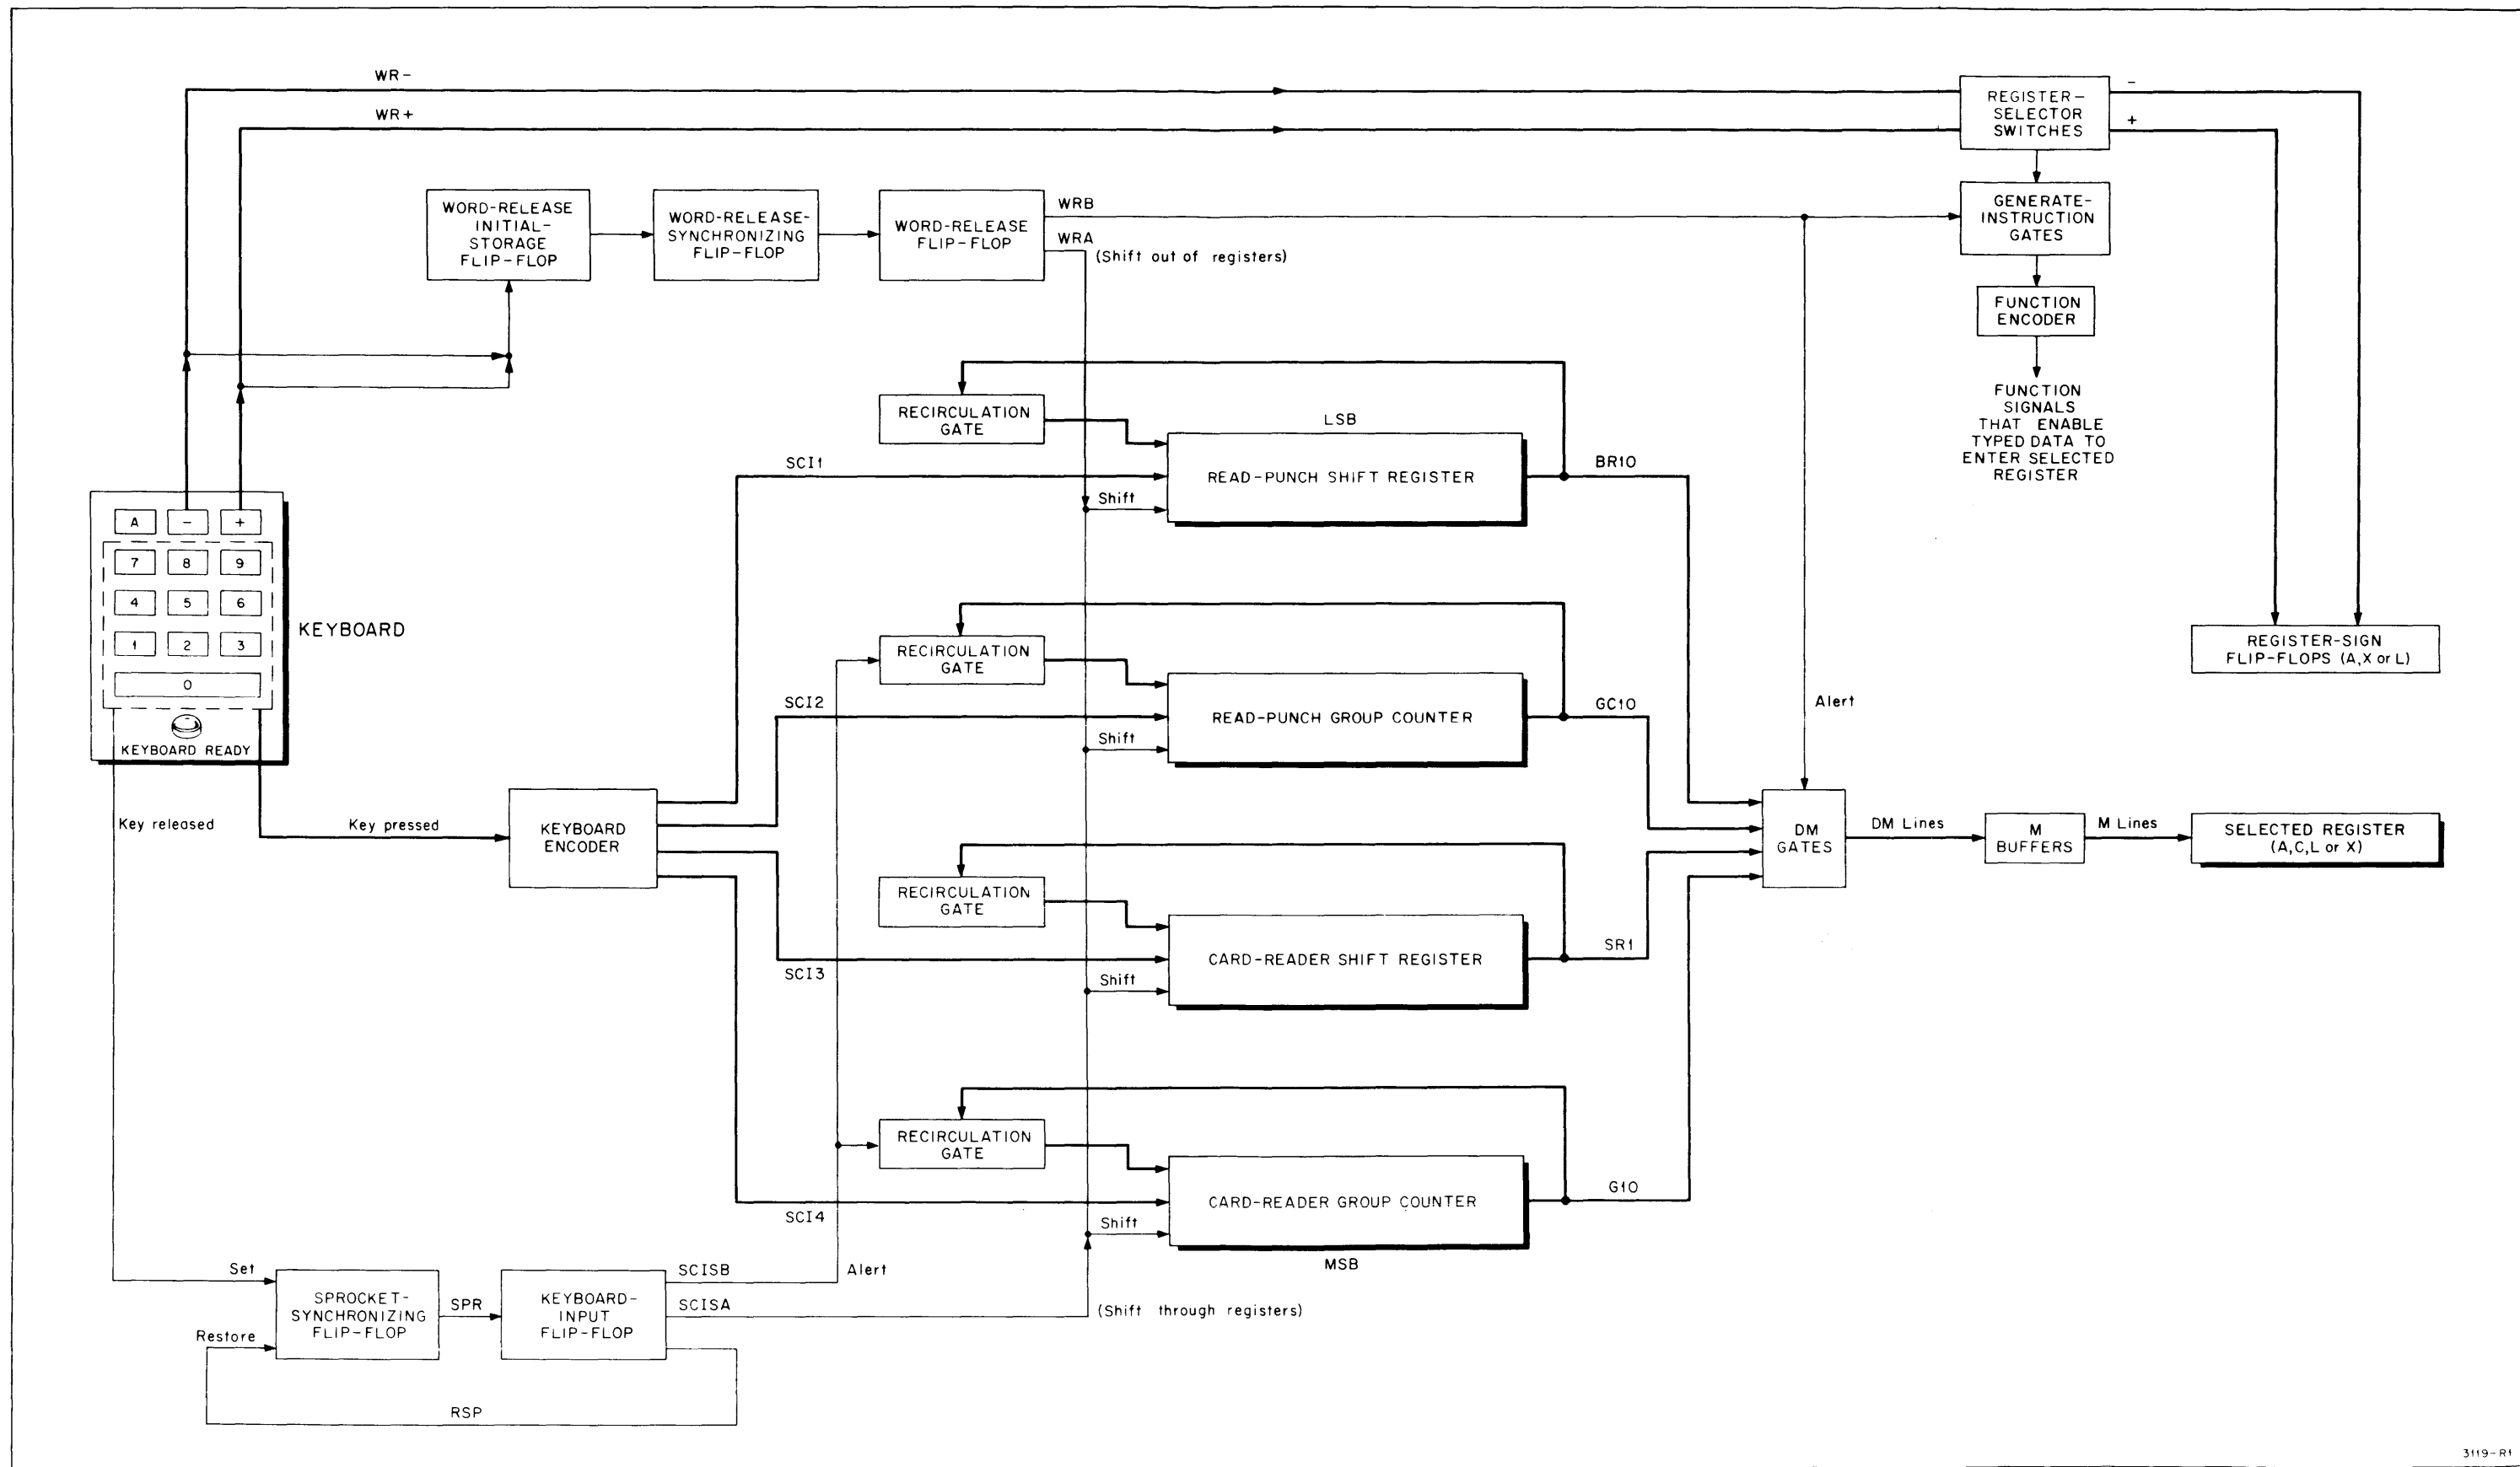 WR-
WR+
REGISTER-
SELECTOR
SWITCHES
-
+
WORD-RELEASE
INITIAL-
STORAGE
FLIP-FLOP
WORD-RELEASE-
SYNCHRONIZING
FLIP-FLOP
WORD-RELEASE
FLIP-FLOP
WRB
WRA
(Shift out of registers)
GENERATE-
INSTRUCTION
GATES
FUNCTION
ENCODER
FUNCTION
SIGNALS
THAT ENABLE
TYPED DATA TO
ENTER SELECTED
REGISTER
RECIRCULATION
GATE
LSB
SCI1
READ-PUNCH SHIFT REGISTER
Shift
BR10
A - +
7 8 9
4 5 6
1 2 3
0
KEYBOARD READY
KEYBOARD
RECIRCULATION
GATE
SCI2
READ-PUNCH GROUP COUNTER
Shift
GC10
Alert
REGISTER-SIGN
FLIP-FLOPS (A,X or L)
Key released
Key pressed
KEYBOARD
ENCODER
DM
GATES
DM Lines
M
BUFFERS
M Lines
SELECTED REGISTER
(A,C,L or X)
RECIRCULATION
GATE
SCI3
CARD-READER SHIFT REGISTER
Shift
SR1
RECIRCULATION
GATE
SCI4
CARD-READER GROUP COUNTER
Shift
G10
MSB
Set
Restore
SPROCKET-
SYNCHRONIZING
FLIP-FLOP
SPR
KEYBOARD-
INPUT
FLIP-FLOP
SCISB
Alert
SCISA
(Shift through registers)
RSP
3119-R1